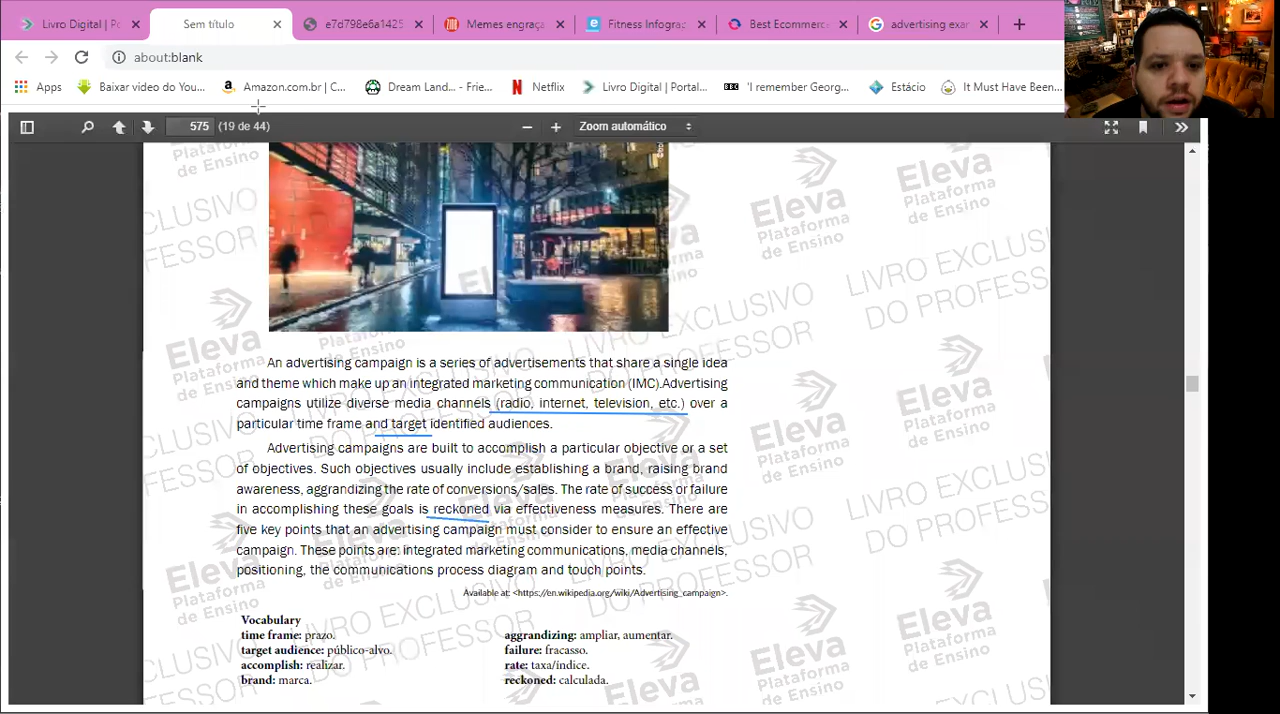 Livro Digital | Po
Sem título
e7d798e6a1425
Memes engraça
Fitness Infograp
Best Ecommerc
advertising exam
about:blank
Apps
Baixar video do You...
Amazon.com.br | C...
Dream Land... - Frie...
Netflix
Livro Digital | Portal...
BBC
'I remember Georg...
Estácio
It Must Have Been...
575 (19 de 44)
Zoom automático
An advertising campaign is a series of advertisements that share a single idea
and theme which make up an integrated marketing communication (IMC).Advertising
campaigns utilize diverse media channels (radio, internet, television, etc.) over a
particular time frame and target identified audiences.
Advertising campaigns are built to accomplish a particular objective or a set
of objectives. Such objectives usually include establishing a brand, raising brand
awareness, aggrandizing the rate of conversions/sales. The rate of success or failure
in accomplishing these goals is reckoned via effectiveness measures. There are
five key points that an advertising campaign must consider to ensure an effective
campaign. These points are: integrated marketing communications, media channels,
positioning, the communications process diagram and touch points.
Available at: <https://en.wikipedia.org/wiki/Advertising_campaign>.
Vocabulary
time frame: prazo.
target audience: público-alvo.
accomplish: realizar.
brand: marca.
aggrandizing: ampliar, aumentar.
failure: fracasso.
rate: taxa/índice.
reckoned: calculada.
Eleva
Plataforma
de Ensino
LIVRO EXCLUSIVO
DO PROFESSOR